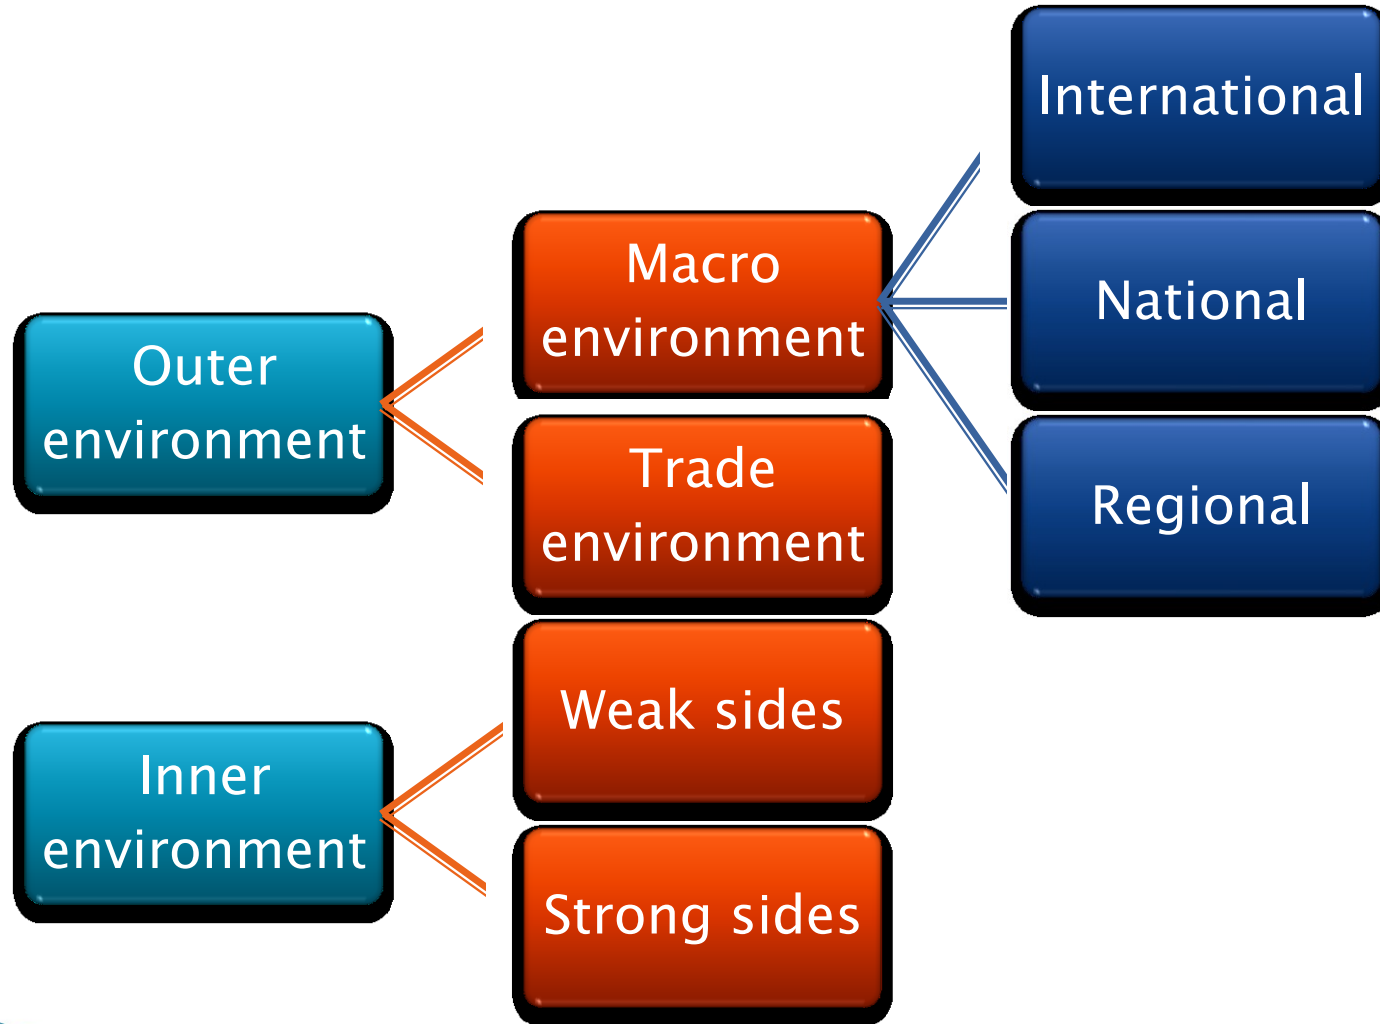 Outer
environment
Macro
environment
International
National
Regional
Trade
environment
Inner
environment
Weak sides
Strong sides